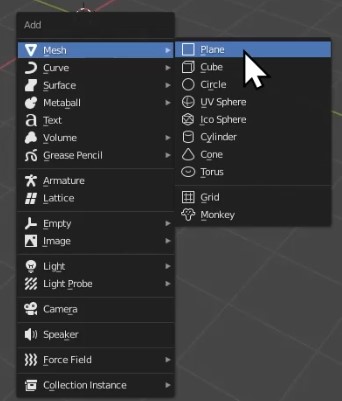 Add
Mesh
Curve
Surface
Metaball
Text
Volume
Grease Pencil
Armature
Lattice
Empty
Image
Light
Light Probe
Camera
Speaker
Force Field
Collection Instance
Plane
Cube
Circle
UV Sphere
Ico Sphere
Cylinder
Cone
Torus
Grid
Monkey